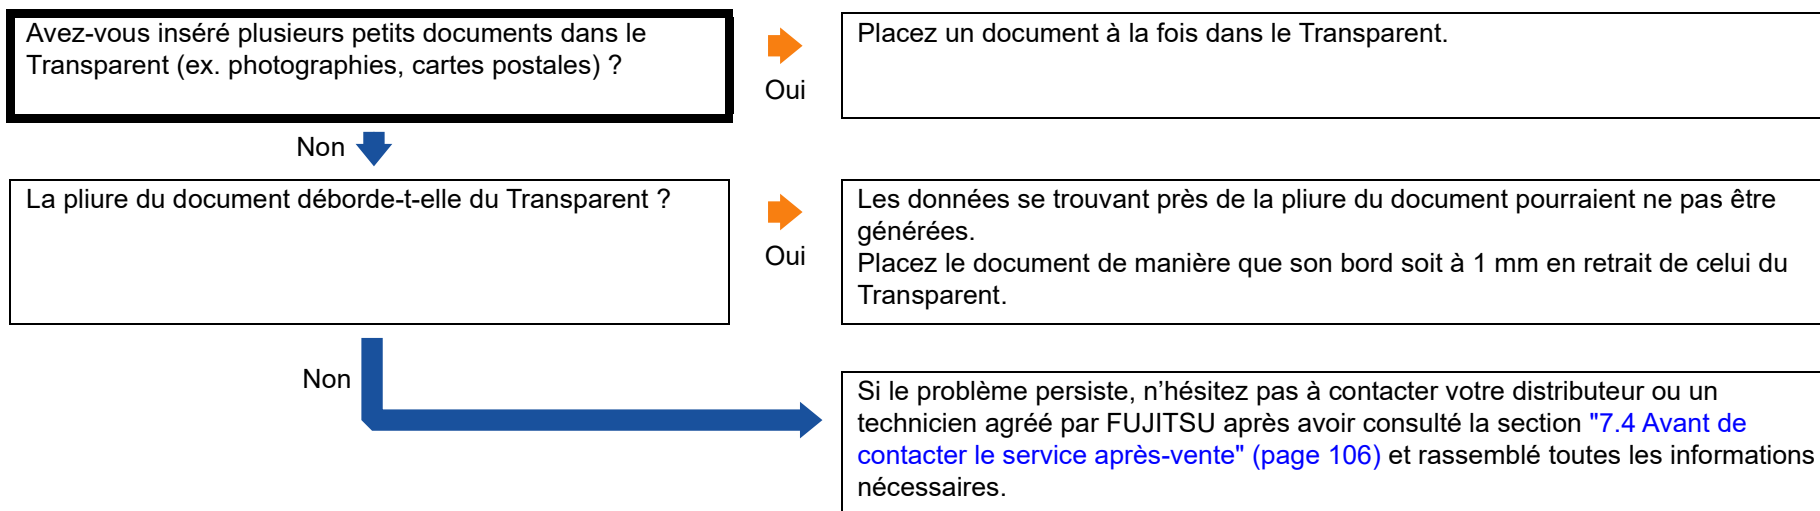 Avez-vous inséré plusieurs petits documents dans le
Transparent (ex. photographies, cartes postales) ?
Oui
Placez un document à la fois dans le Transparent.
Non
La pliure du document déborde-t-elle du Transparent ?
Oui
Les données se trouvant près de la pliure du document pourraient ne pas être
générées.
Placez le document de manière que son bord soit à 1 mm en retrait de celui du
Transparent.
Non
Si le problème persiste, n’hésitez pas à contacter votre distributeur ou un
technicien agréé par FUJITSU après avoir consulté la section "7.4 Avant de
contacter le service après-vente" (page 106) et rassemblé toutes les informations
nécessaires.